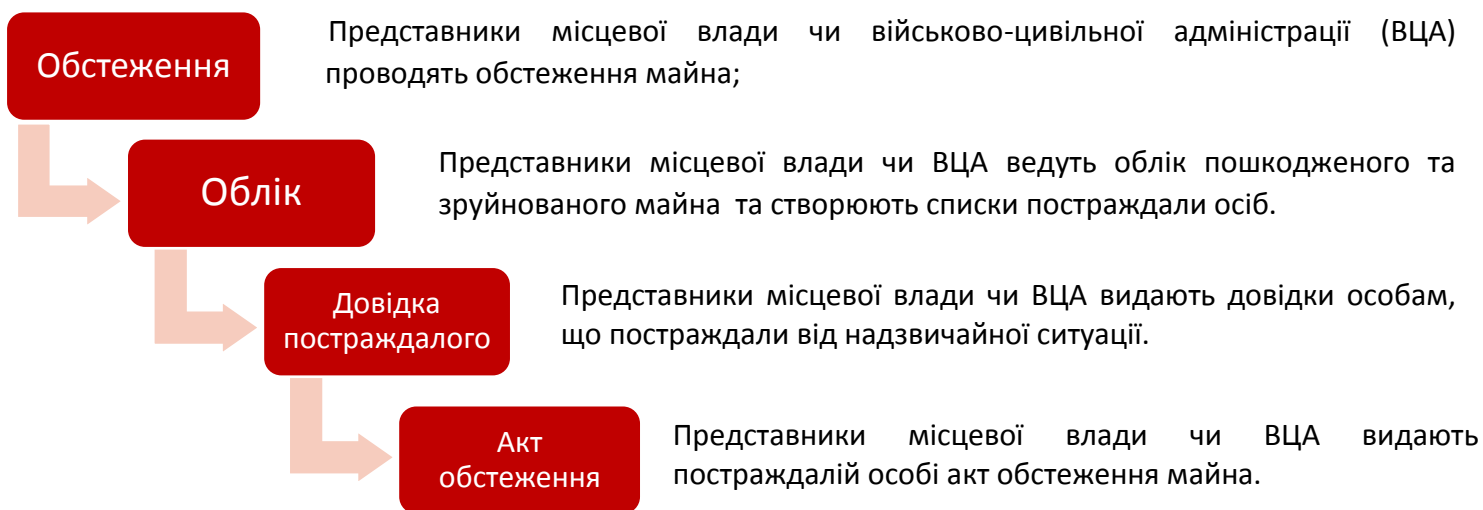 Обстеження
Представники місцевої влади чи військово-цивільної адміністрації (ВЦА)
проводять обстеження майна;
Облік
Представники місцевої влади чи ВЦА ведуть облік пошкодженого та
зруйнованого майна та створюють списки постраждали осіб.
Довідка
постраждалого
Представники місцевої влади чи ВЦА видають довідки особам,
що постраждали від надзвичайної ситуації.
Акт
обстеження
Представники місцевої влади чи ВЦА видають
постраждалій особі акт обстеження майна.